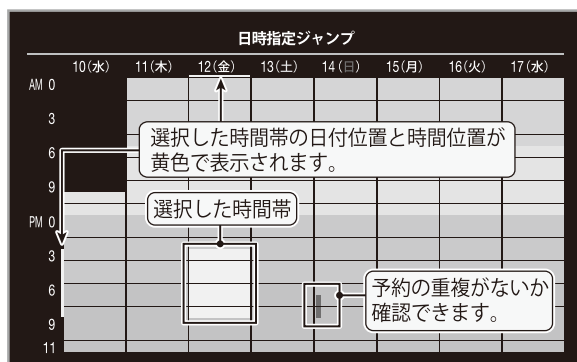 日時指定ジャンプ
10(水) 11(木) 12(金) 13(土) 14(日) 15(月) 16(火) 17(水)
AM 0
3
選択した時間帯の日付位置と時間位置が
黄色で表示されます。
6
9
選択した時間帯
PM 0
3
6
予約の重複がないか
確認できます。
9
11